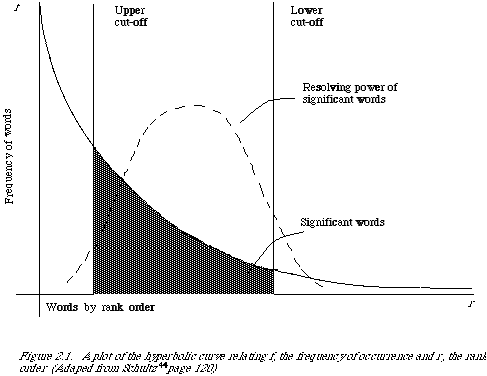 f
Upper
cut-off
Lower
cut-off
Resolving power of
significant words
Frequency of words
Significant words
Words by rank order
r
Figure 2.1. A plot of the hyperbolic curve relating f, the frequency of occurrence and r, the rank
order (Adaped from Schultz 44 page 120)